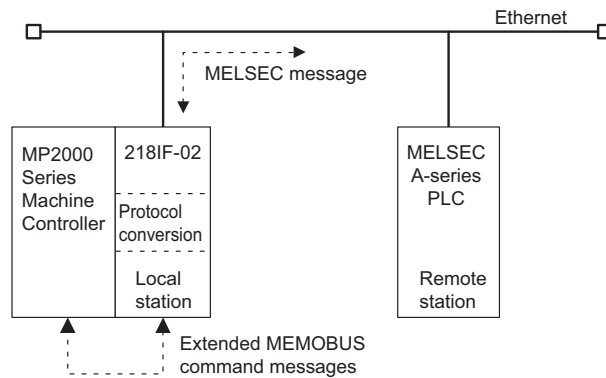 Ethernet
MELSEC message
MP2000
Series
Machine
Controller
218IF-02
Protocol
conversion
Local
station
MELSEC
A-series
PLC
Remote
station
Extended MEMOBUS
command messages